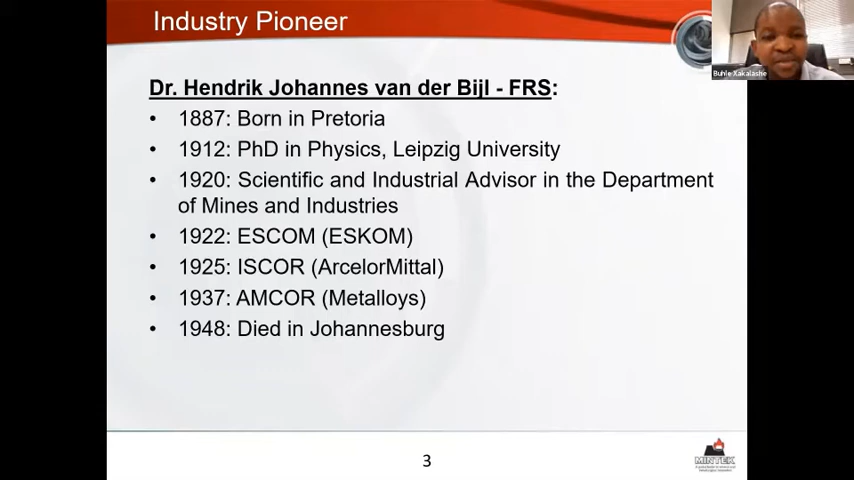 Industry Pioneer
Buhle Xakalashe
Dr. Hendrik Johannes van der Bijl - FRS:
• 1887: Born in Pretoria
• 1912: PhD in Physics, Leipzig University
• 1920: Scientific and Industrial Advisor in the Department
of Mines and Industries
• 1922: ESCOM (ESKOM)
• 1925: ISCOR (ArcelorMittal)
• 1937: AMCOR (Metalloys)
• 1948: Died in Johannesburg
3
MINTEK